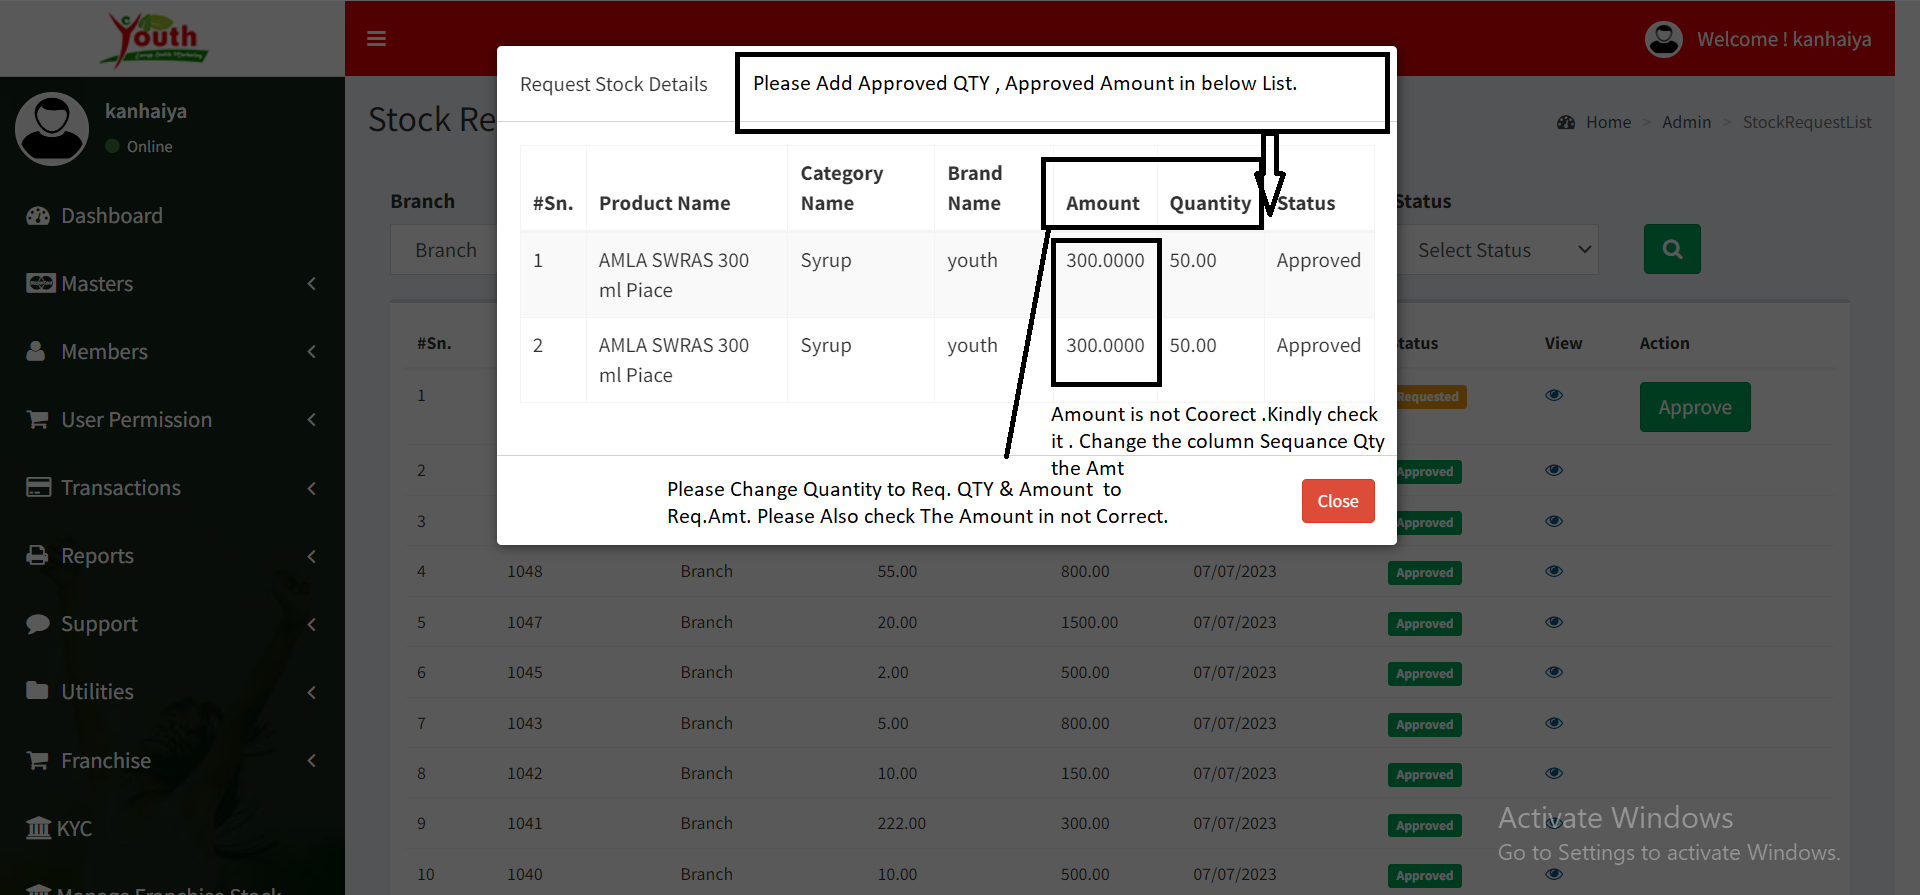 Youth
Energy Health Marketing
Welcome ! kanhaiya
kanhaiya
Online
Dashboard
Masters
Members
User Permission
Transactions
Reports
Support
Utilities
Franchise
KYC
Manage Franchise Stock
Stock Re
Home > Admin > StockRequestList
Branch
Branch
Status
Select Status
Request Stock Details
Please Add Approved QTY , Approved Amount in below List.
#Sn. Product Name Category Name Brand Name Amount Quantity Status
1 AMLA SWRAS 300 ml Piace Syrup youth 300.0000 50.00 Approved
2 AMLA SWRAS 300 ml Piace Syrup youth 300.0000 50.00 Approved
Amount is not Coorect .Kindly check
it . Change the column Sequance Qty
the Amt
Please Change Quantity to Req. QTY & Amount to
Req.Amt. Please Also check The Amount in not Correct.
Close
#Sn. tatus View Action
1 Requested Approve
2 Approved
3 Approved
4 1048 Branch 55.00 800.00 07/07/2023 Approved
5 1047 Branch 20.00 1500.00 07/07/2023 Approved
6 1045 Branch 2.00 500.00 07/07/2023 Approved
7 1043 Branch 5.00 800.00 07/07/2023 Approved
8 1042 Branch 10.00 150.00 07/07/2023 Approved
9 1041 Branch 222.00 300.00 07/07/2023 Approved
10 1040 Branch 10.00 500.00 07/07/2023 Approved
Activate Windows
Go to Settings to activate Windows.